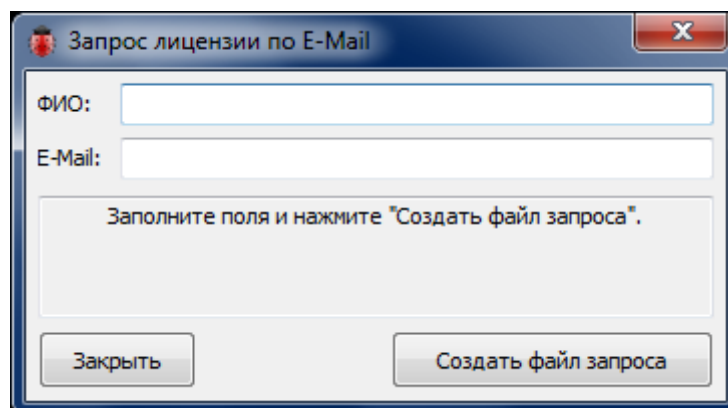 Запрос лицензии по E-Mail
ФИО:
E-Mail:
Заполните поля и нажмите "Создать файл запроса".
Закрыть
Создать файл запроса